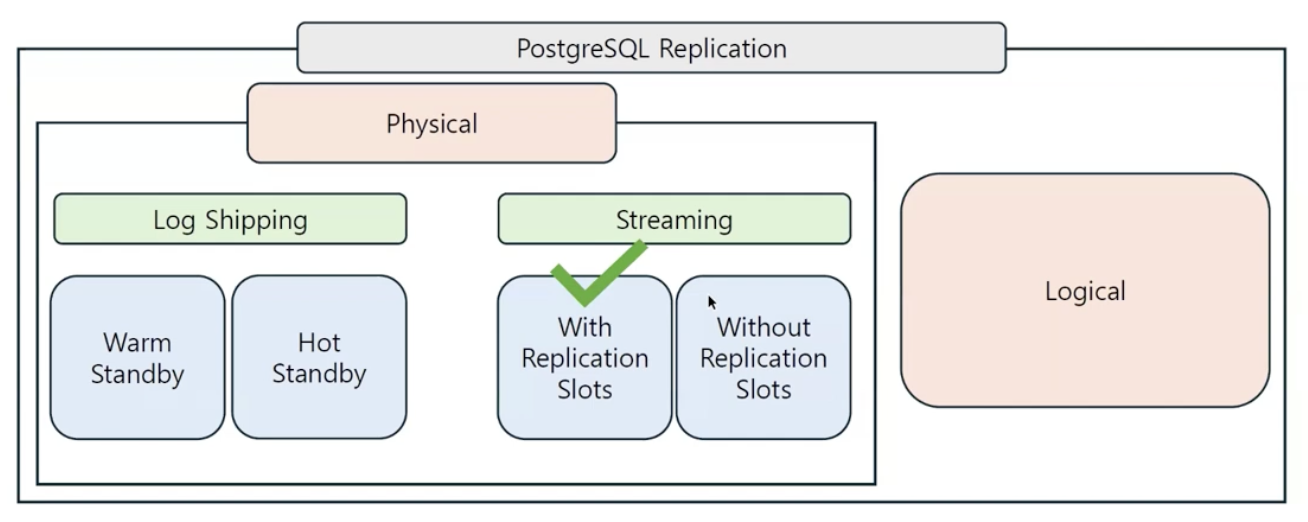 PostgreSQL Replication
Physical
Log Shipping
Streaming
Warm
Standby
Hot
Standby
With
Replication
Slots
Without
Replication
Slots
Logical